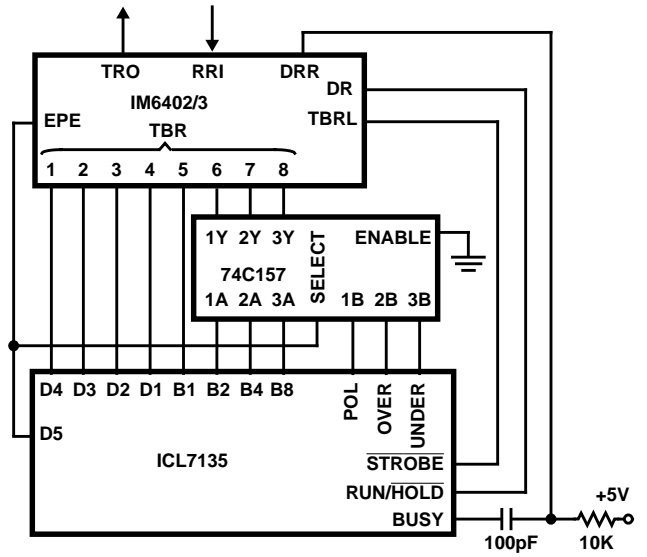 TRO RRI DRR
DR
IM6402/3
EPE TBR TBRL
1 2 3 4 5 6 7 8
1Y 2Y 3Y ENABLE
74C157 SELECT
1A 2A 3A 1B 2B 3B
D4 D3 D2 D1 B1 B2 B4 B8 POL OVER UNDER
D5
ICL7135
STROBE
RUN/HOLD
+5V
BUSY
100pF 10K